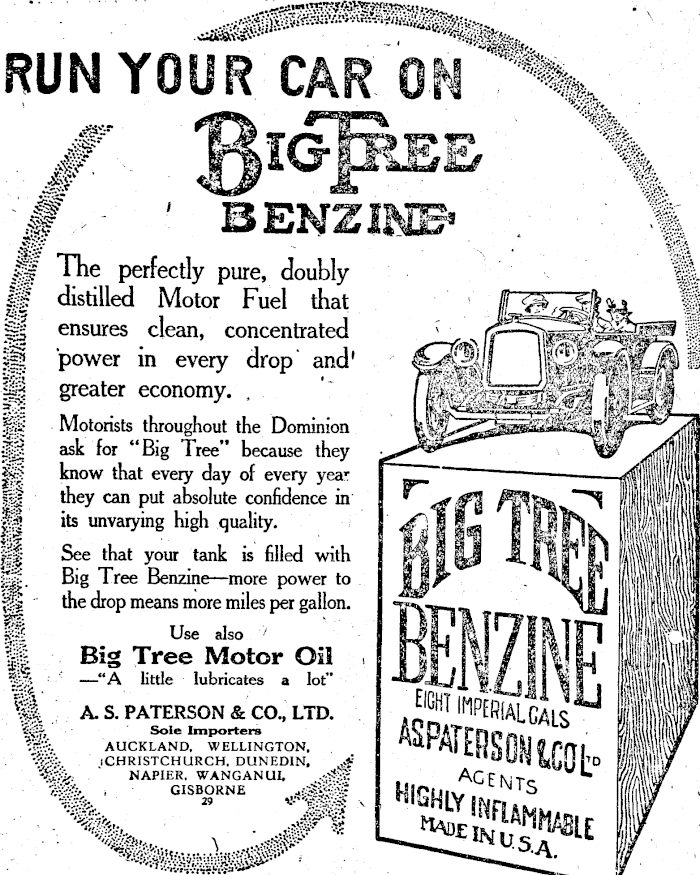 RUN YOUR CAR ON
BIG TREE
BENZINE
The perfectly pure, doubly
distilled Motor Fuel that
ensures clean, concentrated
power in every drop and
greater economy.
Motorists throughout the Dominion
ask for "Big Tree" because they
know that every day of every year
they can put absolute confidence in
its unvarying high quality.
See that your tank is filled with
Big Tree Benzine—more power to
the drop means more miles per gallon.
Use also
Big Tree Motor Oil
—"A little lubricates a lot"
A. S. PATERSON & CO., LTD.
Sole Importers
AUCKLAND, WELLINGTON,
CHRISTCHURCH, DUNEDIN,
NAPIER, WANGANUI,
GISBORNE
29
BIG TREE
BENZINE
EIGHT IMPERIAL GALS
A.S. PATERSON & CO LTD
AGENTS
HIGHLY INFLAMMABLE
MADE IN U.S.A.